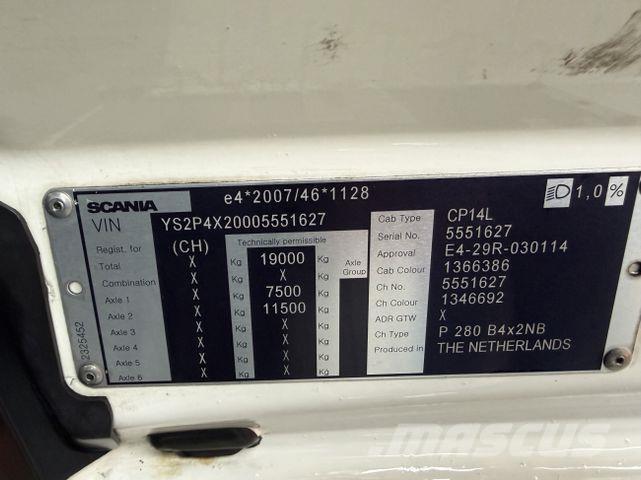 SCANIA
e4*2007/46*1128
1,0%
VIN YS2P4X20005551627
Regist. for (CH) Technically permissible
Total X Kg 19000 Kg Axle Group
Combination X Kg X Kg
Axle 1 X Kg 7500 Kg
Axle 2 X Kg 11500 Kg
Axle 3 X Kg X Kg
Axle 4 X Kg X Kg
Axle 5 X Kg X Kg
Axle 6 X Kg X Kg
2325452
Cab Type CP14L
Serial No. 5551627
Approval E4-29R-030114
Cab Colour 1366386
Ch No. 5551627
Ch Colour 1346692
ADR GTW X
Ch Type P 280 B4x2NB
Produced in THE NETHERLANDS
MASCUS